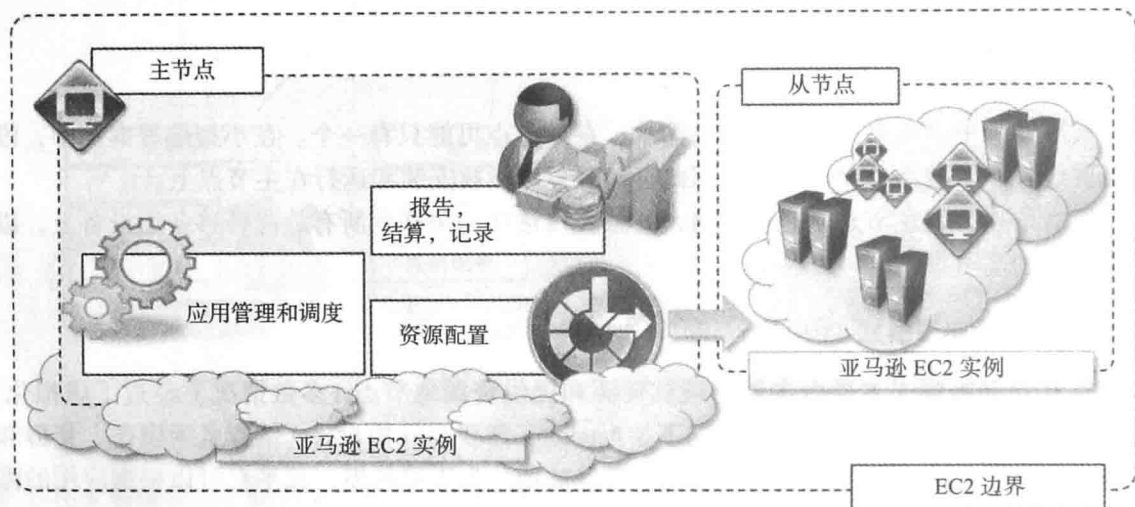 主节点
从节点
报告,
结算,记录
应用管理和调度
资源配置
亚马逊 EC2 实例
亚马逊 EC2 实例
EC2 边界